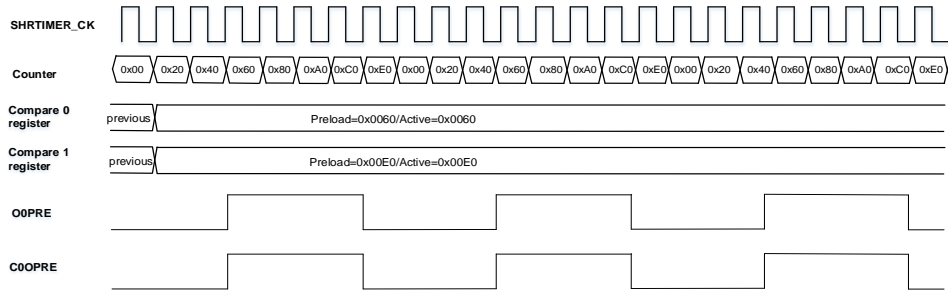 SHRTIMER_CK
Counter 0x00 0x20 0x40 0x60 0x80 0xA0 0xC0 0xE0 0x00 0x20 0x40 0x60 0x80 0xA0 0xC0 0xE0 0x00 0x20 0x40 0x60 0x80 0xA0 0xC0 0xE0
Compare 0
register
previous Preload=0x0060/Active=0x0060
Compare 1
register
previous Preload=0x00E0/Active=0x00E0
O0PRE
C0OPRE